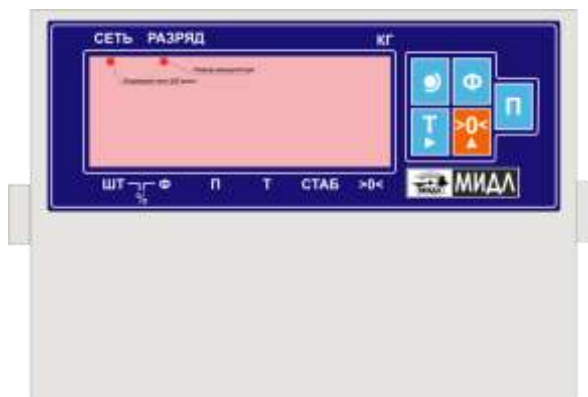 СЕТЬ РАЗРЯД КГ
Ф
П
Т >0<
ШТ Ф П Т СТАБ >0<
%
МИДЛ